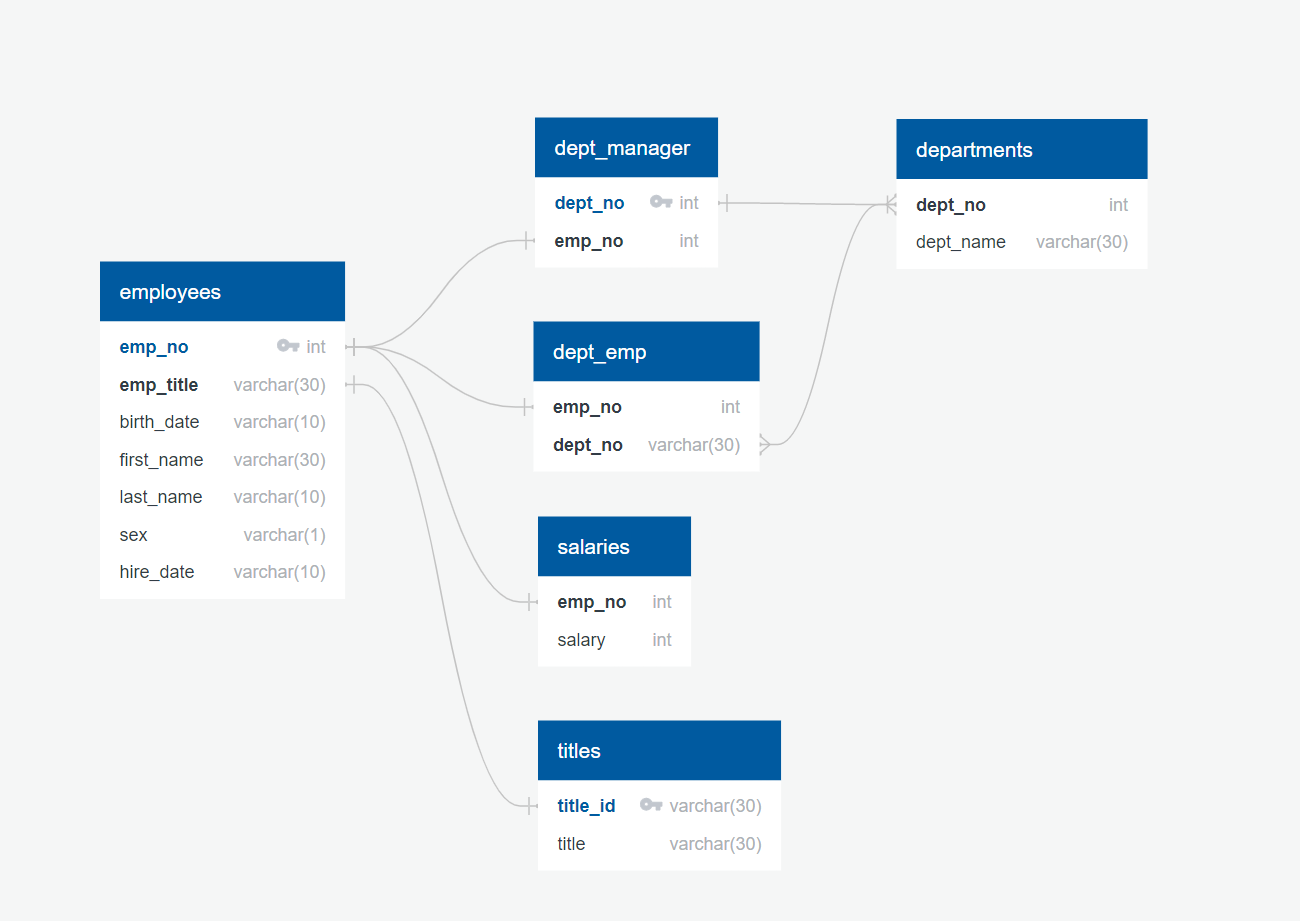 dept_manager
dept_no int
emp_no int
departments
dept_no int
dept_name varchar(30)
employees
emp_no int
emp_title varchar(30)
birth_date varchar(10)
first_name varchar(30)
last_name varchar(10)
sex varchar(1)
hire_date varchar(10)
dept_emp
emp_no int
dept_no varchar(30)
salaries
emp_no int
salary int
titles
title_id varchar(30)
title varchar(30)